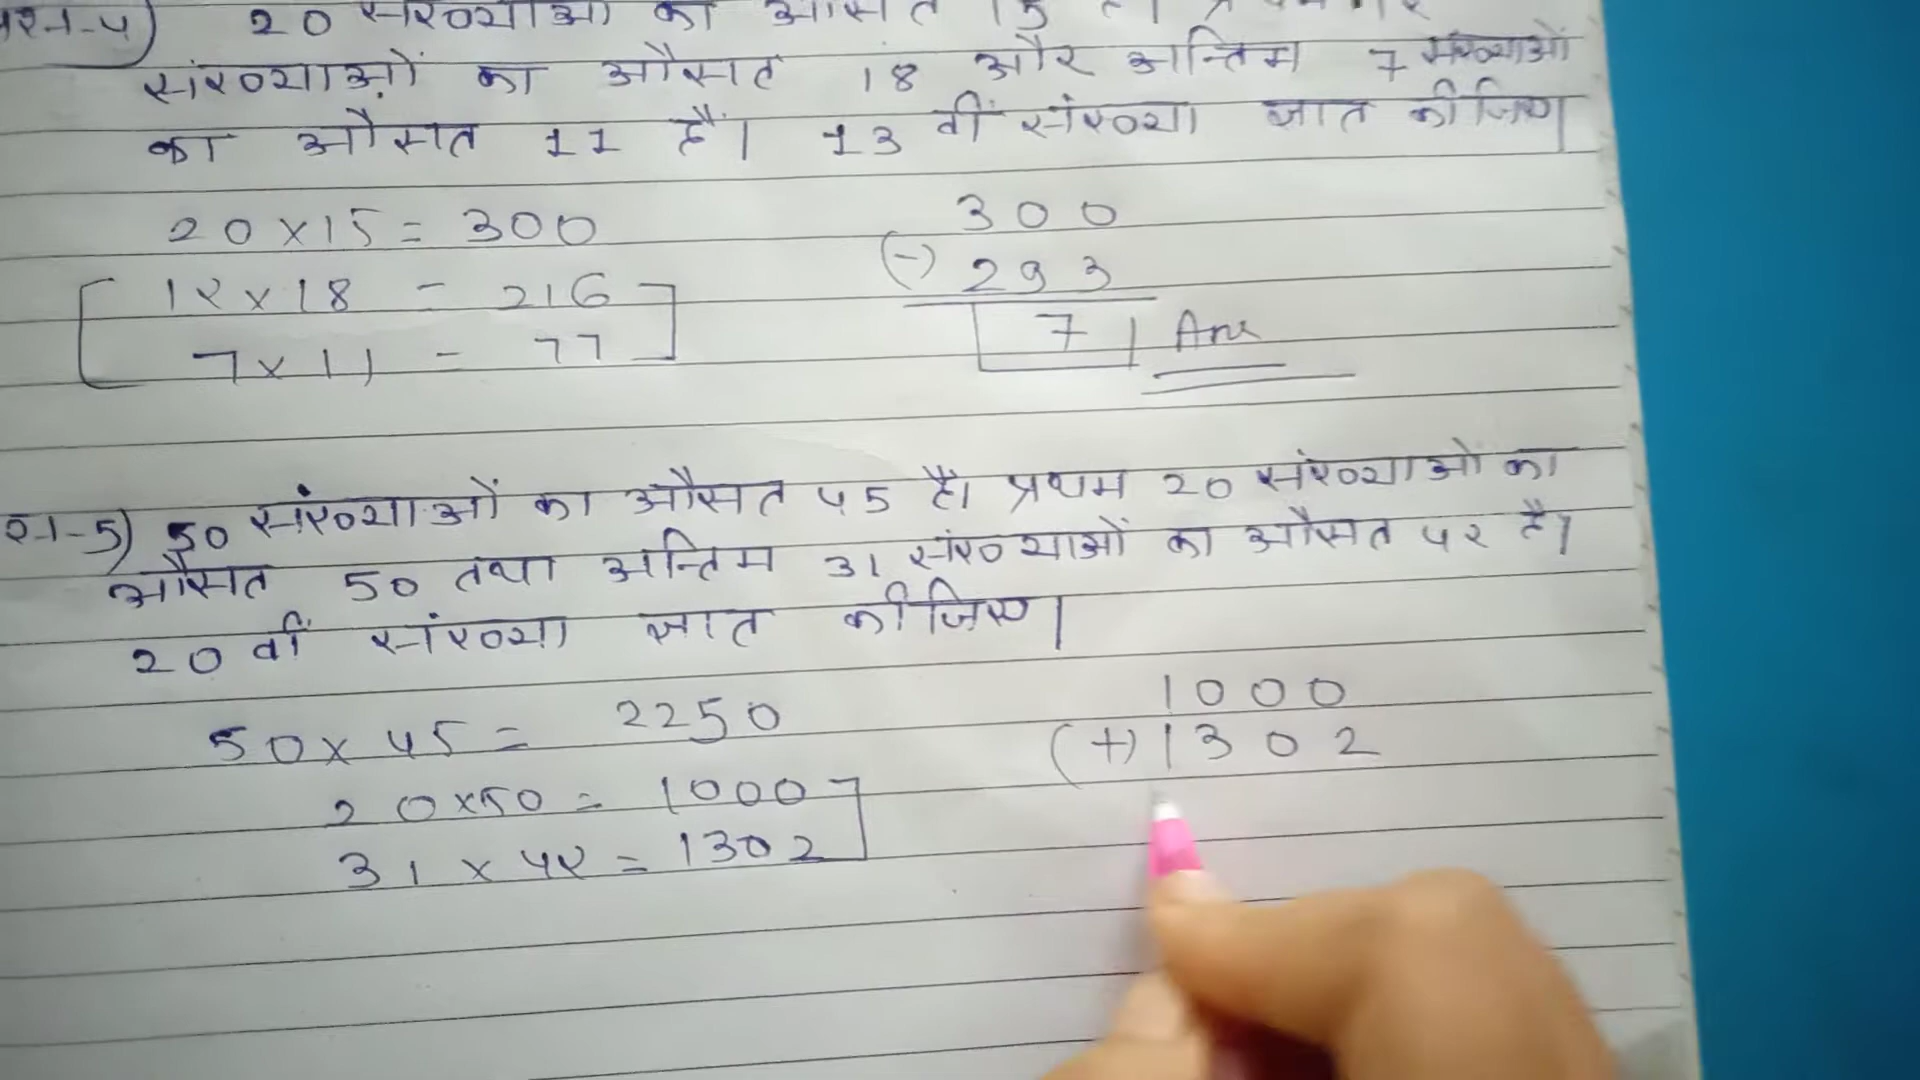 20 संख्याओं का औसत 15 है।
संख्याओं का औसत 18 और अन्तिम 7 संख्याओं
का औसत 11 है। 13 वीं संख्या ज्ञात कीजिए।
20 × 15 = 300
12 × 18 = 216
7 × 11 = 77
300
(-) 293
7 Ans
50 संख्याओं का औसत 45 है। प्रथम 20 संख्याओं का
औसत 50 तथा अन्तिम 31 संख्याओं का औसत 42 है।
20 वीं संख्या ज्ञात कीजिए।
50 × 45 = 2250
20 × 50 = 1000
31 × 42 = 1302
1000
(+) 1302